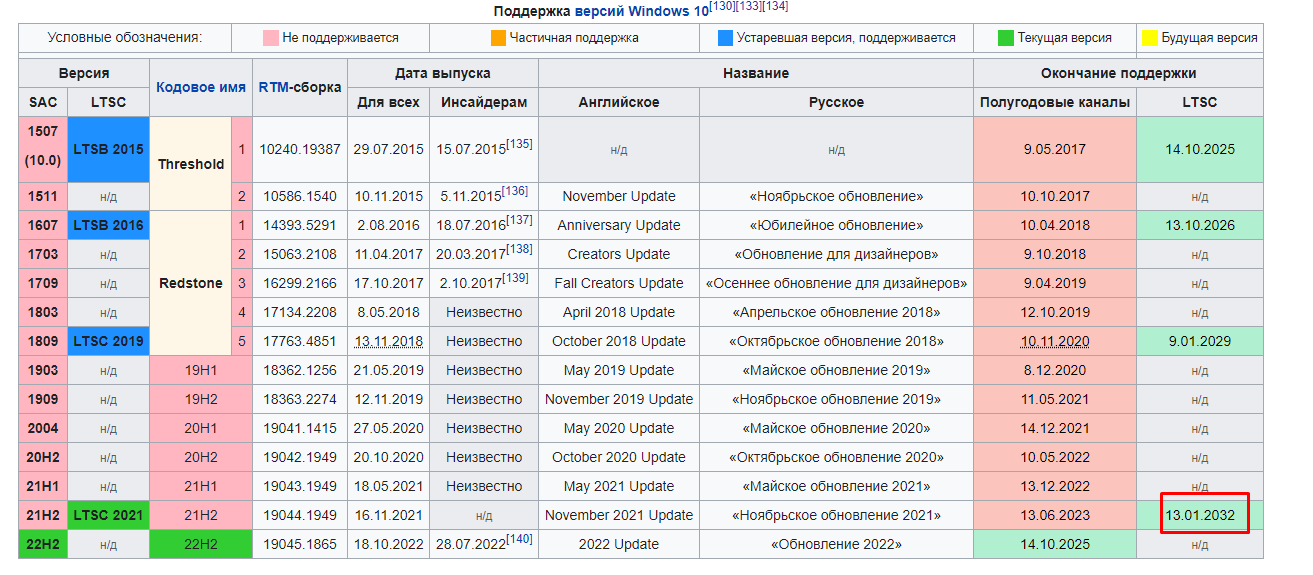 Поддержка версий Windows 10[130][133][134]
Условные обозначения: Не поддерживается Частичная поддержка Устаревшая версия, поддерживается Текущая версия Будущая версия
Версия Кодовое имя RTM-сборка Дата выпуска Название Окончание поддержки
SAC LTSC Для всех Инсайдерам Английское Русское Полугодовые каналы LTSC
1507 (10.0) LTSB 2015 Threshold 1 10240.19387 29.07.2015 15.07.2015[135] н/д н/д 9.05.2017 14.10.2025
1511 н/д 2 10586.1540 10.11.2015 5.11.2015[136] November Update «Ноябрьское обновление» 10.10.2017 н/д
1607 LTSB 2016 Redstone 1 14393.5291 2.08.2016 18.07.2016[137] Anniversary Update «Юбилейное обновление» 10.04.2018 13.10.2026
1703 н/д 2 15063.2108 11.04.2017 20.03.2017[138] Creators Update «Обновление для дизайнеров» 9.10.2018 н/д
1709 н/д 3 16299.2166 17.10.2017 2.10.2017[139] Fall Creators Update «Осеннее обновление для дизайнеров» 9.04.2019 н/д
1803 н/д 4 17134.2208 8.05.2018 Неизвестно April 2018 Update «Апрельское обновление 2018» 12.10.2019 н/д
1809 LTSC 2019 5 17763.4851 13.11.2018 Неизвестно October 2018 Update «Октябрьское обновление 2018» 10.11.2020 9.01.2029
1903 н/д 19H1 18362.1256 21.05.2019 Неизвестно May 2019 Update «Майское обновление 2019» 8.12.2020 н/д
1909 н/д 19H2 18363.2274 12.11.2019 Неизвестно November 2019 Update «Ноябрьское обновление 2019» 11.05.2021 н/д
2004 н/д 20H1 19041.1415 27.05.2020 Неизвестно May 2020 Update «Майское обновление 2020» 14.12.2021 н/д
20H2 н/д 20H2 19042.1949 20.10.2020 Неизвестно October 2020 Update «Октябрьское обновление 2020» 10.05.2022 н/д
21H1 н/д 21H1 19043.1949 18.05.2021 Неизвестно May 2021 Update «Майское обновление 2021» 13.12.2022 н/д
21H2 LTSC 2021 21H2 19044.1949 16.11.2021 н/д November 2021 Update «Ноябрьское обновление 2021» 13.06.2023 13.01.2032
22H2 н/д 22H2 19045.1865 18.10.2022 28.07.2022[140] 2022 Update «Обновление 2022» 14.10.2025 н/д